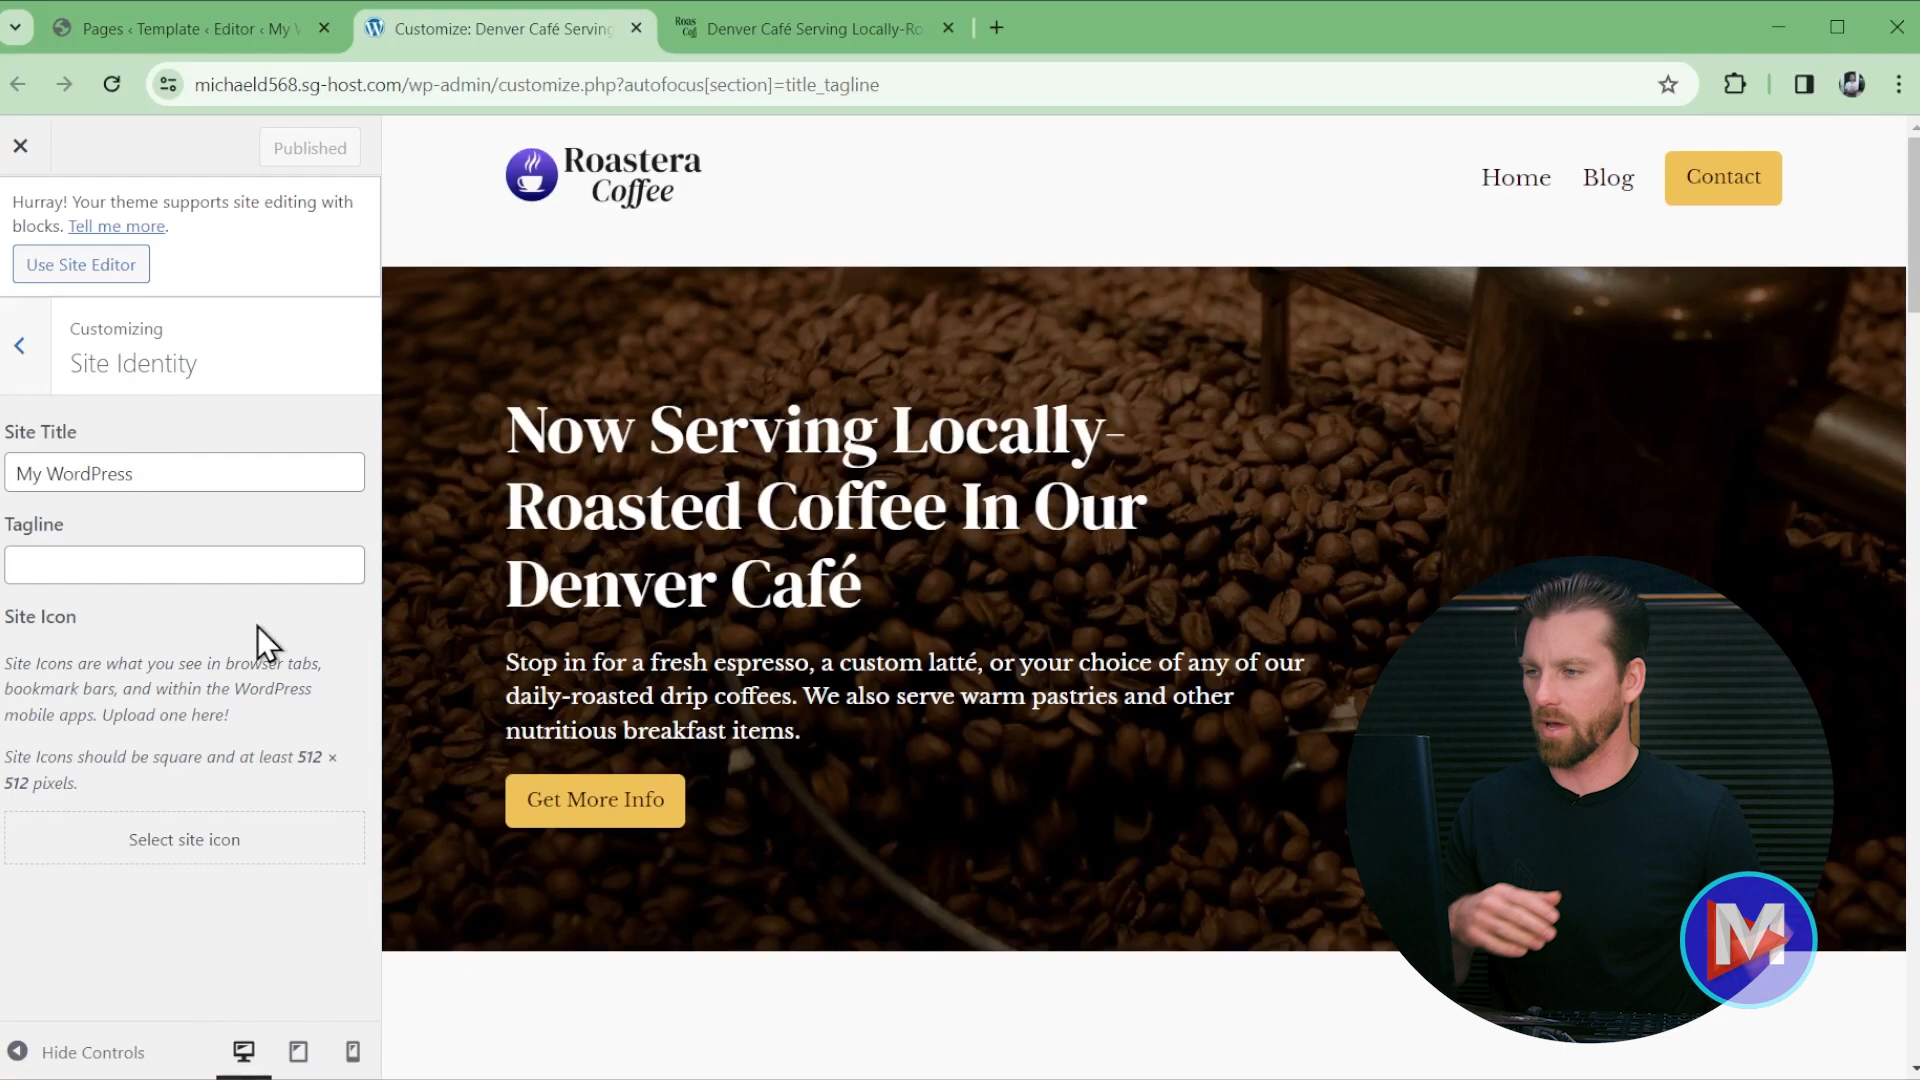 Pages ‹ Template ‹ Editor ‹ My W
Customize: Denver Café Serving
Roas
Cof
Denver Café Serving Locally-Ro
michaeld568.sg-host.com/wp-admin/customize.php?autofocus[section]=title_tagline
Published
Hurray! Your theme supports site editing with
blocks. Tell me more.
Use Site Editor
Customizing
Site Identity
Site Title
My WordPress
Tagline
Site Icon
Site Icons are what you see in browser tabs,
bookmark bars, and within the WordPress
mobile apps. Upload one here!
Site Icons should be square and at least 512 ×
512 pixels.
Select site icon
Hide Controls
Roastera
Coffee
Home
Blog
Contact
Now Serving Locally-
Roasted Coffee In Our
Denver Café
Stop in for a fresh espresso, a custom latté, or your choice of any of our
daily-roasted drip coffees. We also serve warm pastries and other
nutritious breakfast items.
Get More Info
M